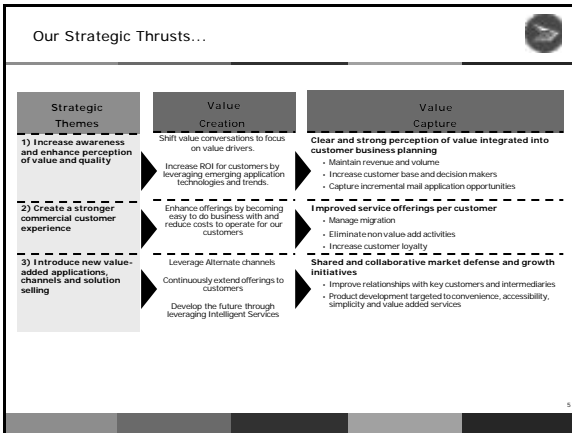 Our Strategic Thrusts...
Strategic
Themes
Value
Creation
Value
Capture
1) Increase awareness
and enhance perception
of value and quality
Shift value conversations to focus
on value drivers.
Increase ROI for customers by
leveraging emerging application
technologies and trends.
Clear and strong perception of value integrated into
customer business planning
• Maintain revenue and volume
• Increase customer base and decision makers
• Capture incremental mail application opportunities
2) Create a stronger
commercial customer
experience
Enhance offerings by becoming
easy to do business with and
reduce costs to operate for our
customers
Improved service offerings per customer
• Manage migration
• Eliminate non value add activities
• Increase customer loyalty
3) Introduce new value-
added applications,
channels and solution
selling
Leverage Alternate channels
Continuously extend offerings to
customers
Develop the future through
leveraging Intelligent Services
Shared and collaborative market defense and growth
initiatives
• Improve relationships with key customers and intermediaries
• Product development targeted to convenience, accessibility,
simplicity and value added services
5